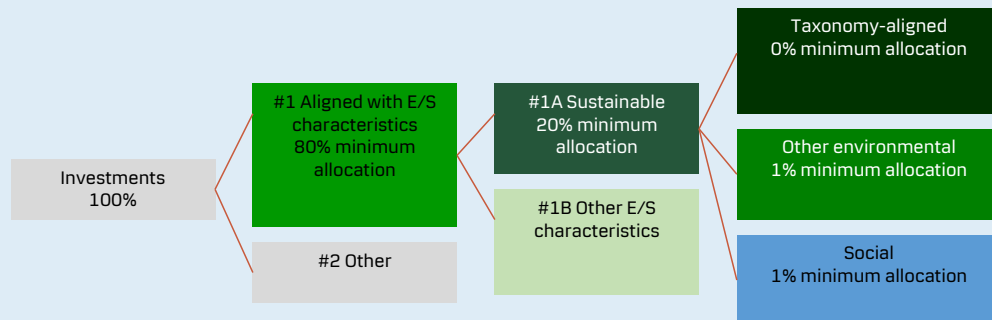 Investments
100%
#1 Aligned with E/S
characteristics
80% minimum
allocation
#2 Other
#1A Sustainable
20% minimum
allocation
#1B Other E/S
characteristics
Taxonomy-aligned
0% minimum allocation
Other environmental
1% minimum allocation
Social
1% minimum allocation